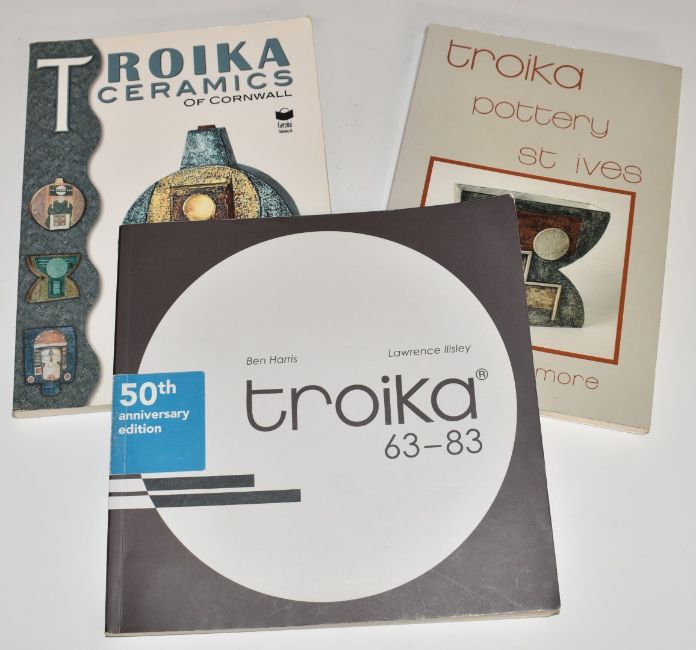 TROIKA
CERAMICS
OF CORNWALL
troika
pottery
st ives
more
Ben Harris
Lawrence Illsley
50th
anniversary
edition
troika®
63–83